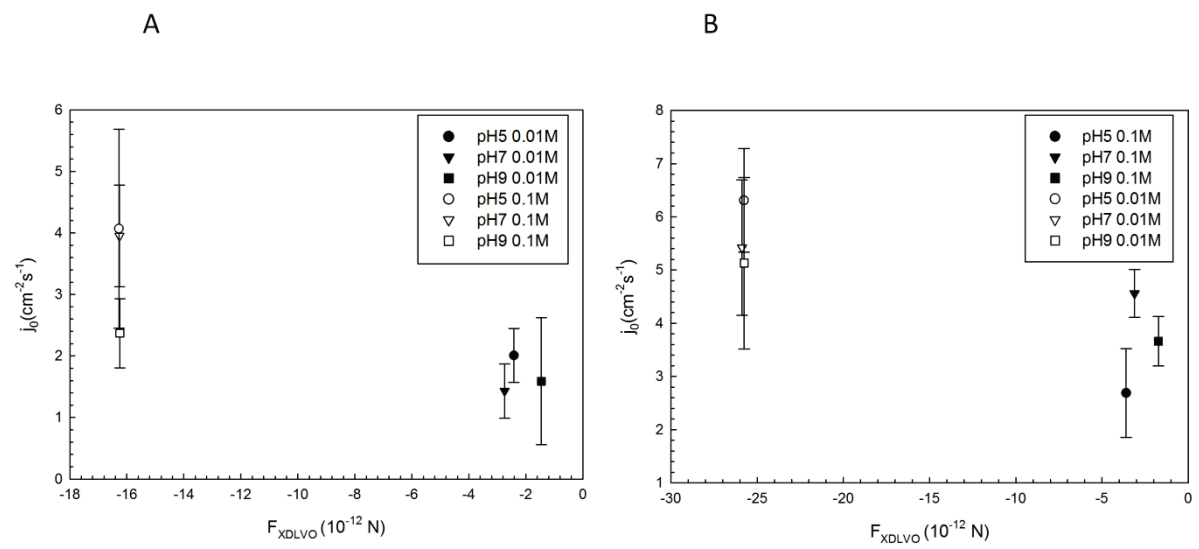 A
B
6
5
4
3
2
1
0
j₀(cm⁻²s⁻¹)
-18 -16 -14 -12 -10 -8 -6 -4 -2 0
F_XDLVO (10⁻¹² N)
pH5 0.01M
pH7 0.01M
pH9 0.01M
pH5 0.1M
pH7 0.1M
pH9 0.1M
8
7
6
5
4
3
2
1
j₀(cm⁻²s⁻¹)
-30 -25 -20 -15 -10 -5 0
F_XDLVO (10⁻¹² N)
pH5 0.1M
pH7 0.1M
pH9 0.1M
pH5 0.01M
pH7 0.01M
pH9 0.01M